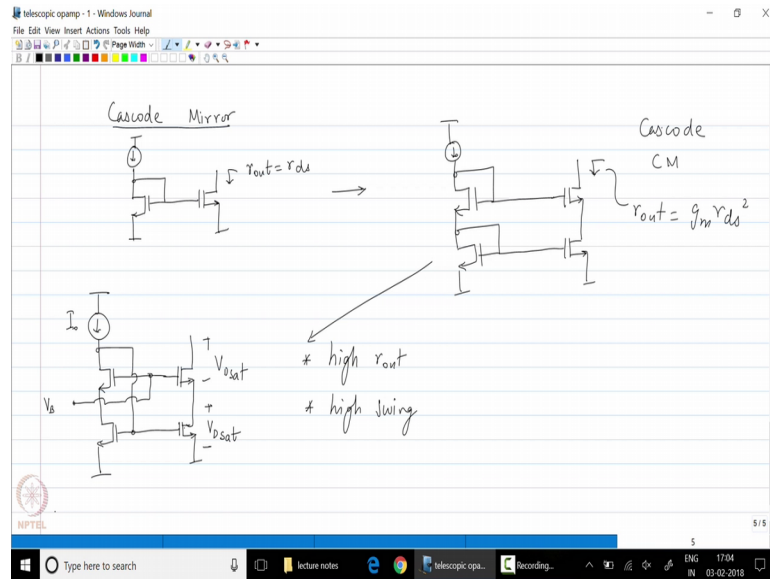 telescopic opamp - 1 - Windows Journal
File Edit View Insert Actions Tools Help
Page Width
B I
Cascode Mirror
rout = rds
Cascode
CM
rout = gm rds²
I₀
VB
+
VDsat
-
+
VDsat
-
* high rout
* high swing
NPTEL
5/5
5
Type here to search
lecture notes
telescopic opa...
Recording...
ENG
IN
17:04
03-02-2018